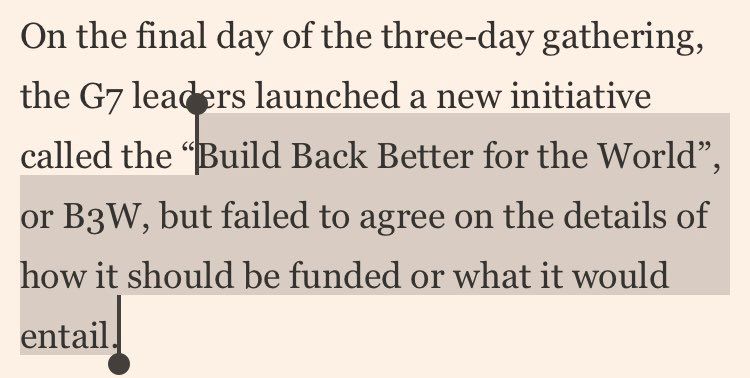 On the final day of the three-day gathering,
the G7 leaders launched a new initiative
called the “Build Back Better for the World”,
or B3W, but failed to agree on the details of
how it should be funded or what it would
entail.